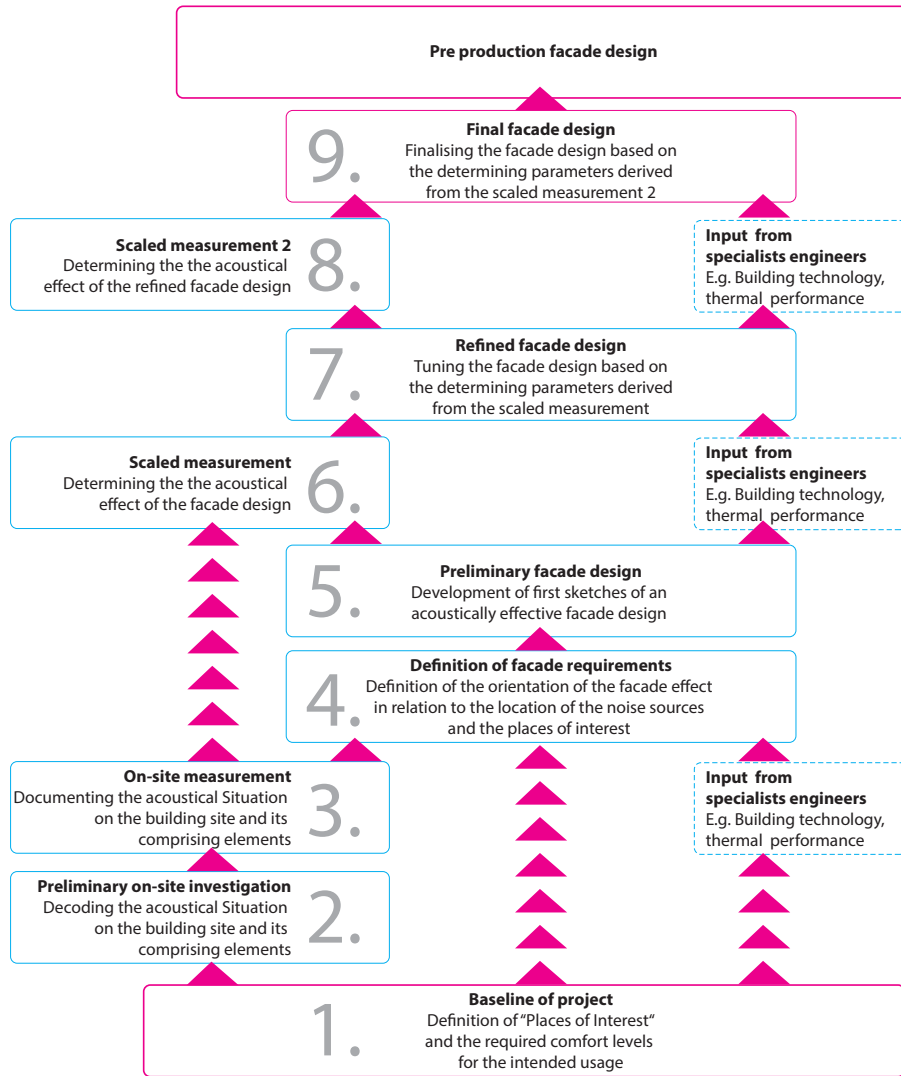 Pre production facade design
9.
Final facade design
Finalising the facade design based on
the determining parameters derived
from the scaled measurement 2
Scaled measurement 2
Determining the the acoustical
effect of the refined facade design
8.
Input from
specialists engineers
E.g. Building technology,
thermal performance
7.
Refined facade design
Tuning the facade design based on
the determining parameters derived
from the scaled measurement
Scaled measurement
Determining the the acoustical
effect of the facade design
6.
Input from
specialists engineers
E.g. Building technology,
thermal performance
5.
Preliminary facade design
Development of first sketches of an
acoustically effective facade design
4.
Definition of facade requirements
Definition of the orientation of the facade effect
in relation to the location of the noise sources
and the places of interest
On-site measurement
Documenting the acoustical Situation
on the building site and its
comprising elements
3.
Input from
specialists engineers
E.g. Building technology,
thermal performance
Preliminary on-site investigation
Decoding the acoustical Situation
on the building site and its
comprising elements
2.
1.
Baseline of project
Definition of “Places of Interest“
and the required comfort levels
for the intended usage